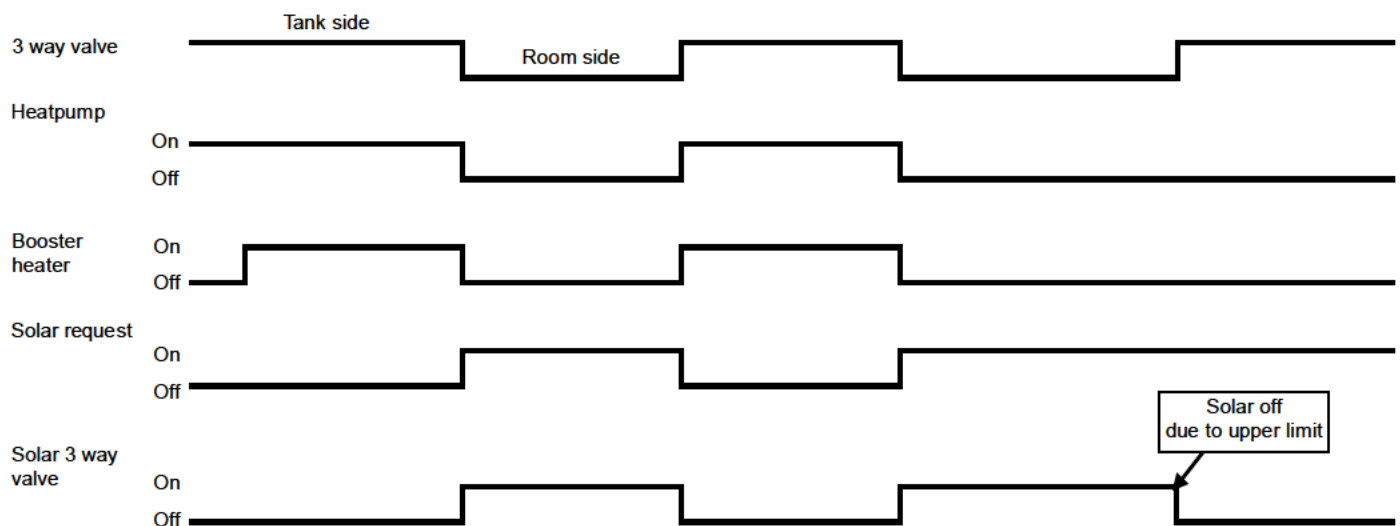 Tank side
3 way valve
Room side
Heatpump
On
Off
Booster
heater
On
Off
Solar request
On
Off
Solar off
due to upper limit
Solar 3 way
valve
On
Off